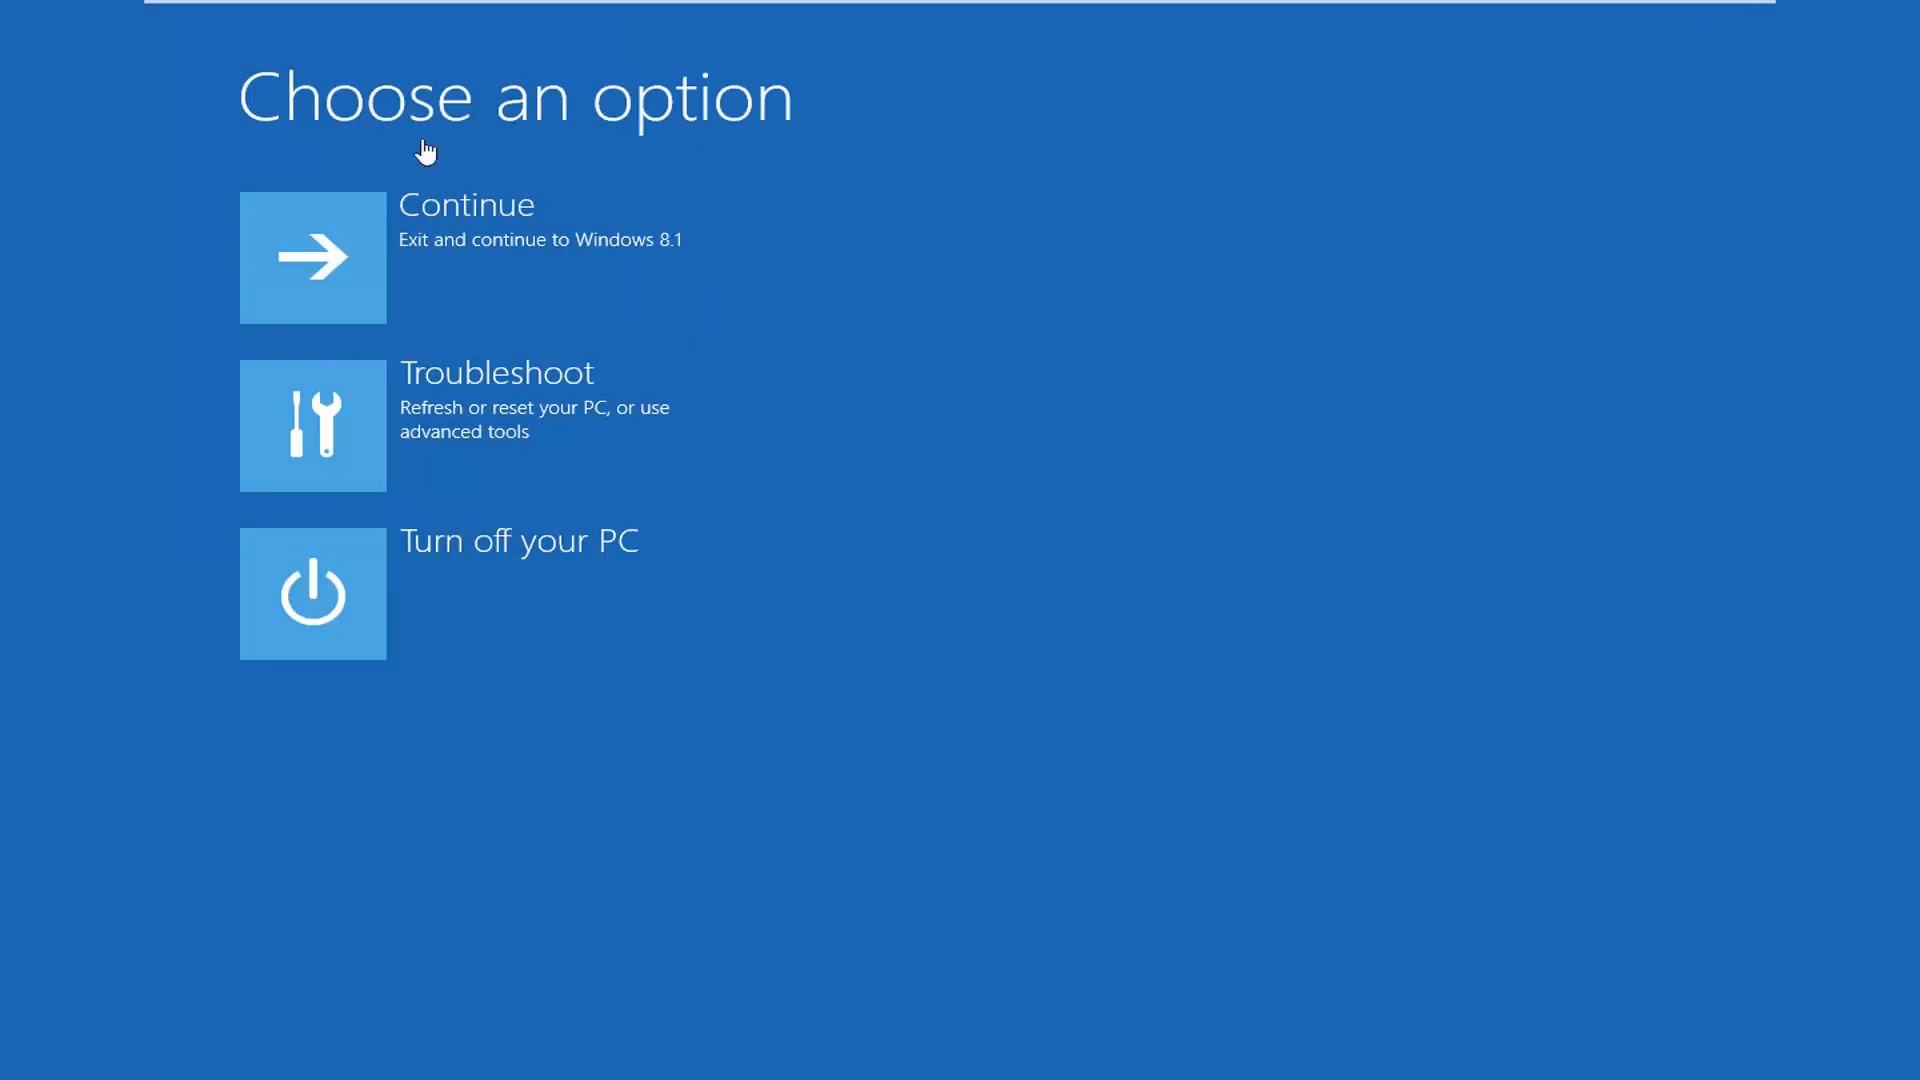 Choose an option
Continue
Exit and continue to Windows 8.1
Troubleshoot
Refresh or reset your PC, or use
advanced tools
Turn off your PC